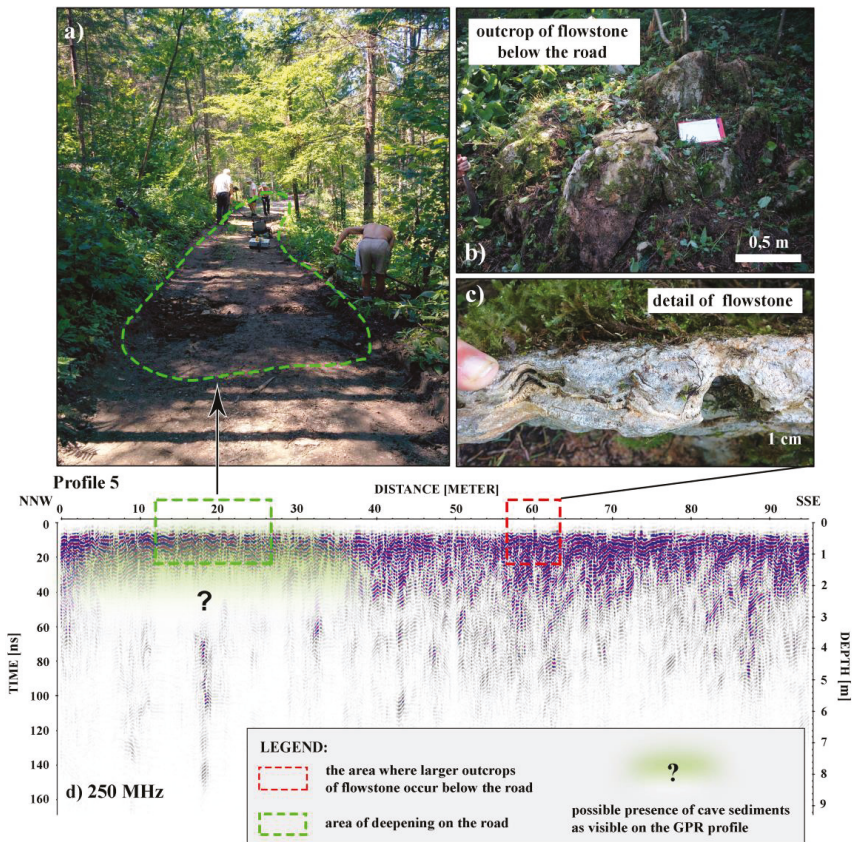 a)
outcrop of flowstone
below the road
b)
0,5 m
c)
detail of flowstone
1 cm
Profile 5
NNW
DISTANCE [METER]
SSE
0 10 20 30 40 50 60 70 80 90
TIME [ns]
0
20
40
60
80
100
120
140
160
?
DEPTH [m]
0
1
2
3
4
5
6
7
8
9
d) 250 MHz
LEGEND:
the area where larger outcrops
of flowstone occur below the road
area of deepening on the road
?
possible presence of cave sediments
as visible on the GPR profile